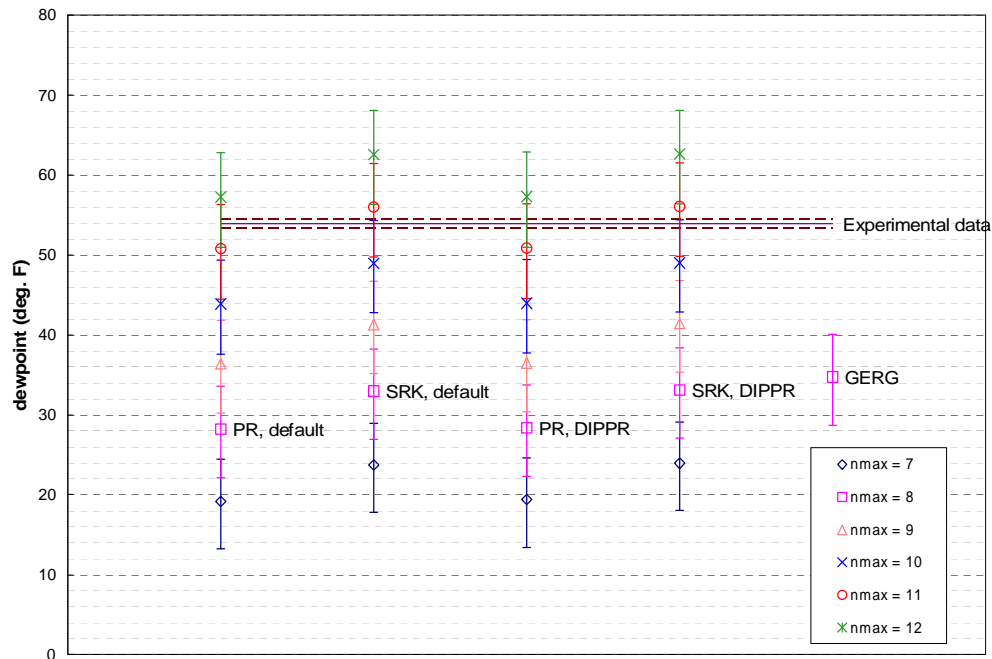 80
70
60
50
40
30
20
10
0
dewpoint (deg. F)
Experimental data
GERG
SRK, default
SRK, DIPPR
PR, default
PR, DIPPR
nmax = 7
nmax = 8
nmax = 9
nmax = 10
nmax = 11
nmax = 12